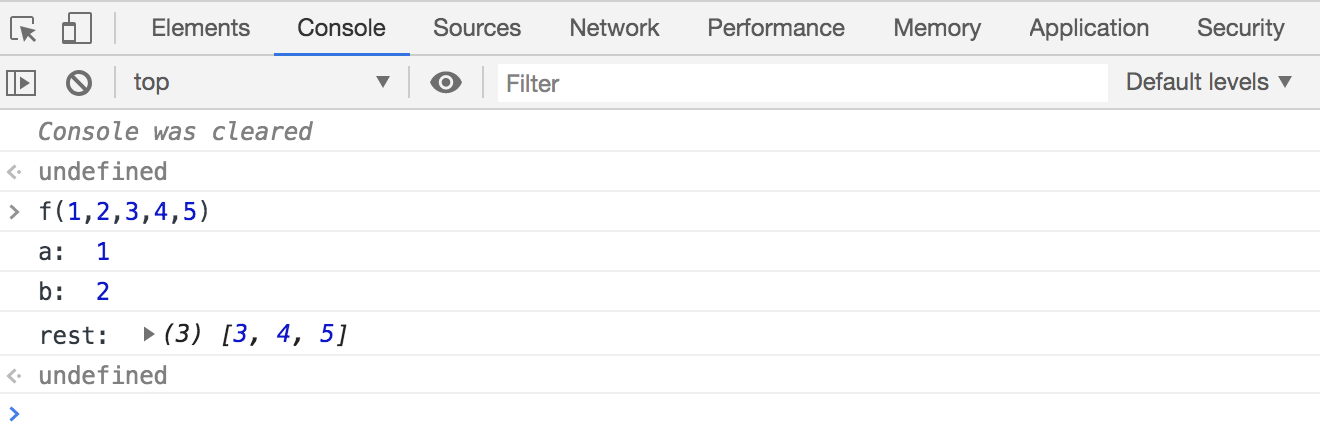 Elements Console Sources Network Performance Memory Application Security
top Filter Default levels
Console was cleared
undefined
f(1,2,3,4,5)
a: 1
b: 2
rest: (3) [3, 4, 5]
undefined